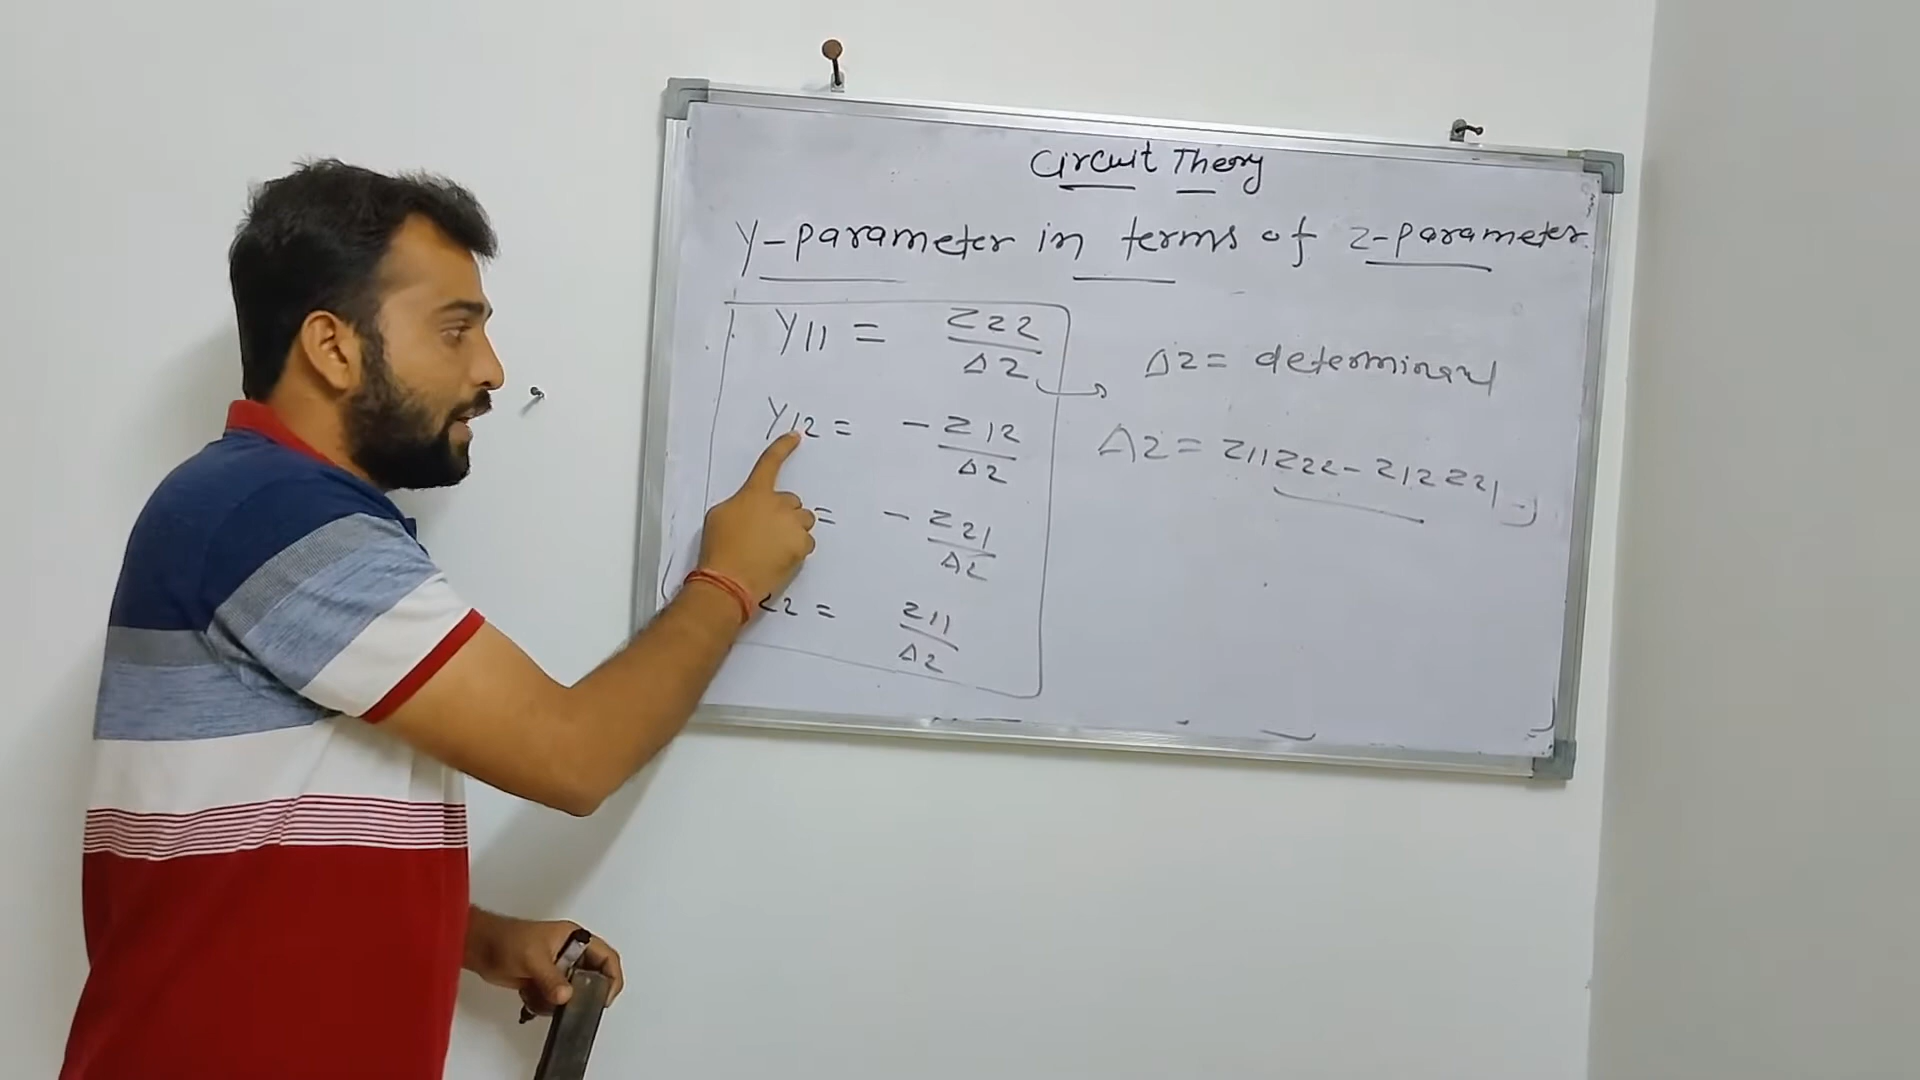 Circuit Theory
Y-parameter in terms of Z-parameter
Y11 = Z22
ΔZ
ΔZ = determinant
Y12 = -Z12
ΔZ
ΔZ = Z11Z22 - Z12Z21
= -Z21
ΔZ
22 = Z11
ΔZ